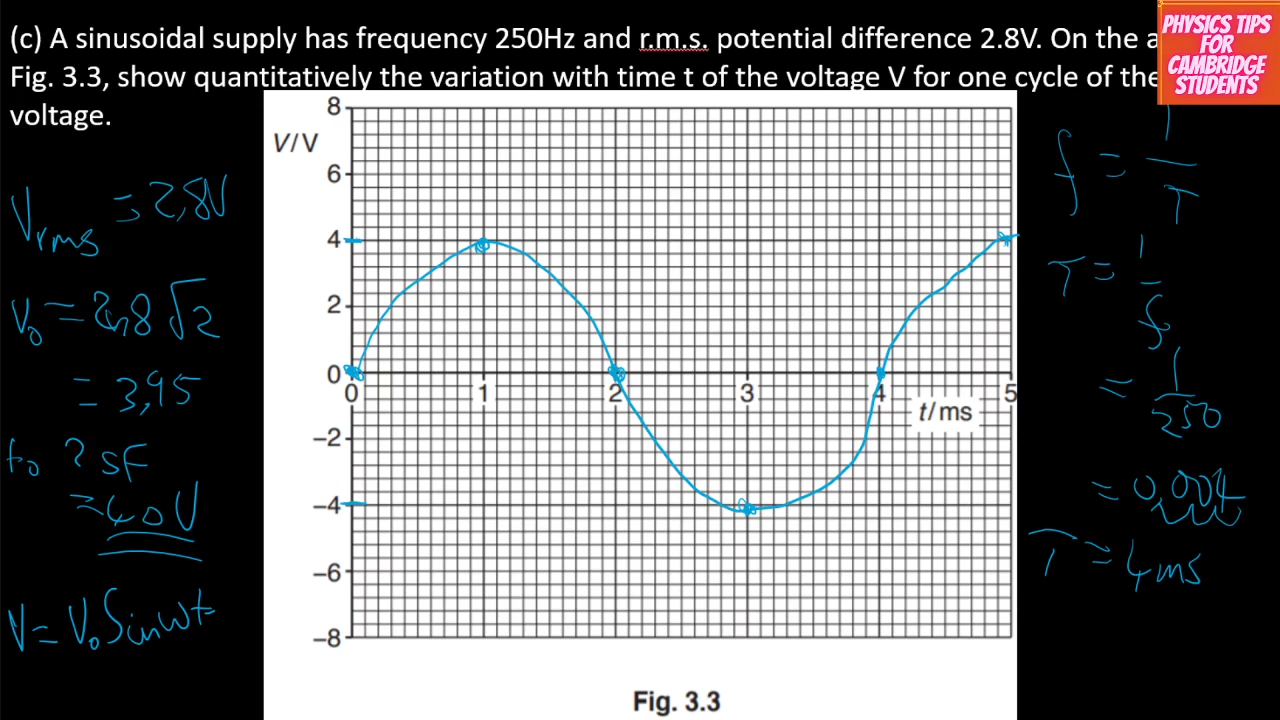 (c) A sinusoidal supply has frequency 250Hz and r.m.s. potential difference 2.8V. On the a
Fig. 3.3, show quantitatively the variation with time t of the voltage V for one cycle of the
voltage.
PHYSICS TIPS
FOR
CAMBRIDGE
STUDENTS
V/V
8
6
4
2
0
−2
−4
−6
−8
0 1 2 3 4 5
t/ms
Fig. 3.3
Vrms = 2,8V
V₀ = 2,8 √2
= 3,95
to 2 SF
= 4,0V
V = V₀ Sin ωt
f = 1/T
T = 1/f
= 1/250
= 0,004
T = 4ms